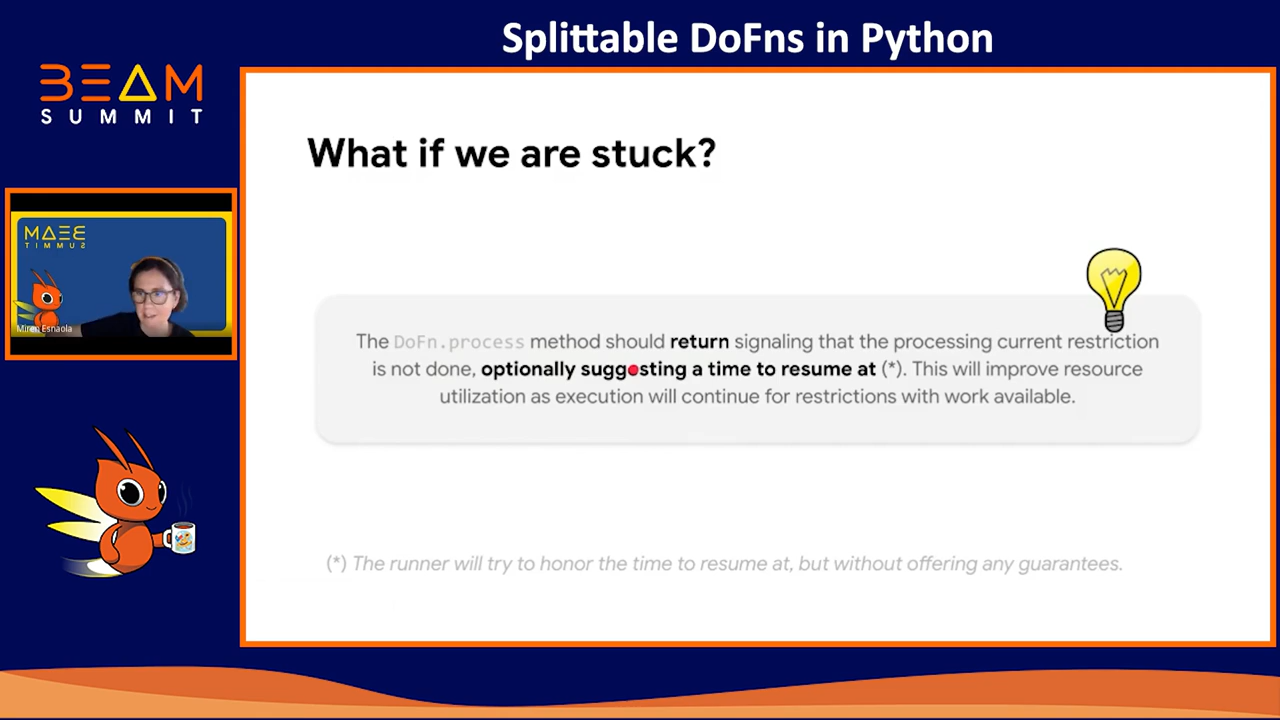 Splittable DoFns in Python
BEAM
SUMMIT
What if we are stuck?
MAEE
TIMMUS
Miren Esnaola
The DoFn.process method should return signaling that the processing current restriction
is not done, optionally suggesting a time to resume at (*). This will improve resource
utilization as execution will continue for restrictions with work available.
(*) The runner will try to honor the time to resume at, but without offering any guarantees.